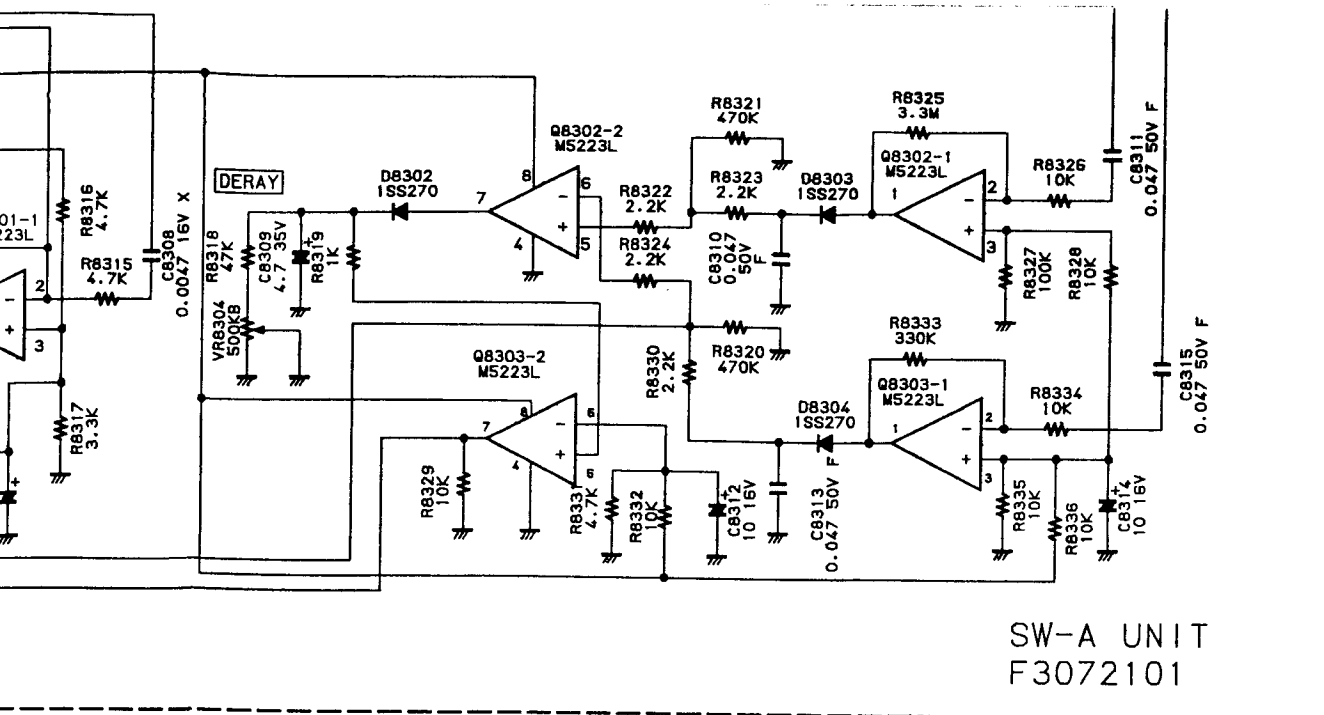 R8316
4.7K
01-1
223L
2
−
+
3
R8315
4.7K
C8308
0.0047 16V X
R8317
3.3K
+
DERAY
R8318
47K
C8309
4.7 35V
+
R8319
1K
VR8304
500KB
D8302
1SS270
Q8302-2
M5223L
7
8
6
−
+
4
5
R8322
2.2K
R8324
2.2K
R8321
470K
R8323
2.2K
C8310
0.047
50V
F
D8303
1SS270
R8325
3.3M
Q8302-1
M5223L
1
2
−
+
3
R8326
10K
C8311
0.047 50V F
R8327
100K
R8328
10K
R8320
470K
R8330
2.2K
Q8303-2
M5223L
7
8
6
−
+
4
5
R8329
10K
R8331
4.7K
R8332
10K
+
C8312
10 16V
C8313
0.047 50V F
D8304
1SS270
R8333
330K
Q8303-1
M5223L
1
2
−
+
3
R8334
10K
C8315
0.047 50V F
R8335
10K
R8336
10K
+
C8314
10 16V
SW-A UNIT
F3072101